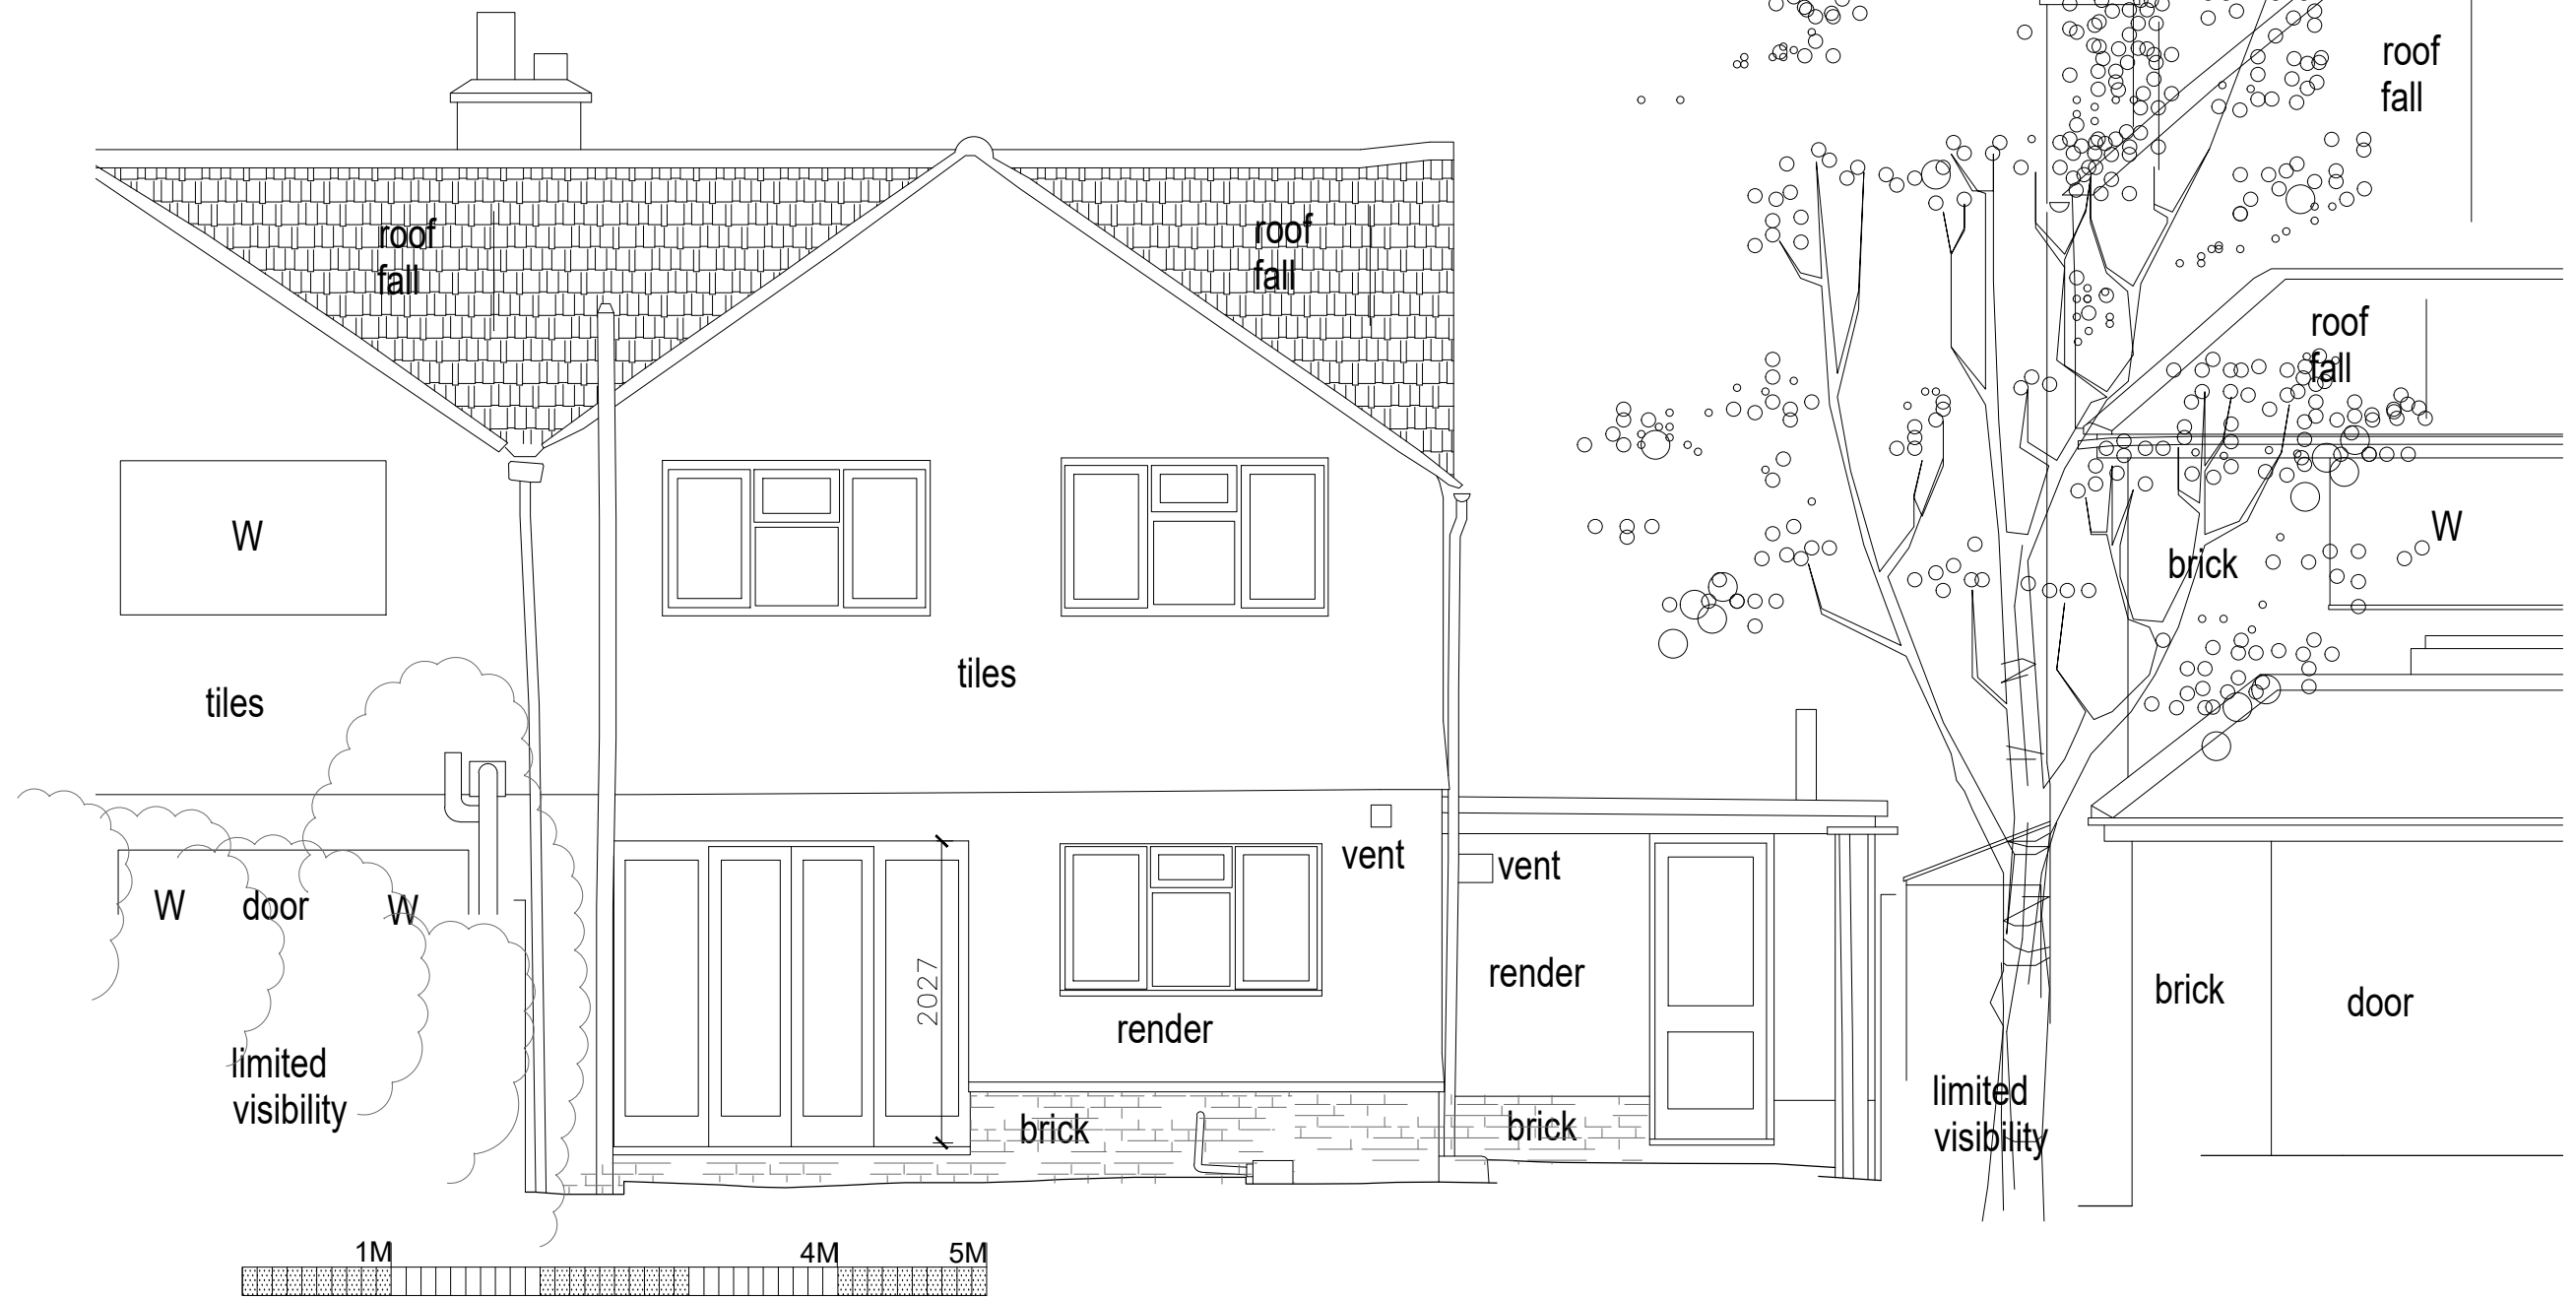 roof
fall
roof
fall
roof
fall
roof
fall
W
W
brick
tiles
tiles
vent
vent
W
door
W
2027
render
render
brick
door
limited
visibility
brick
brick
limited
visibility
1M
4M
5M